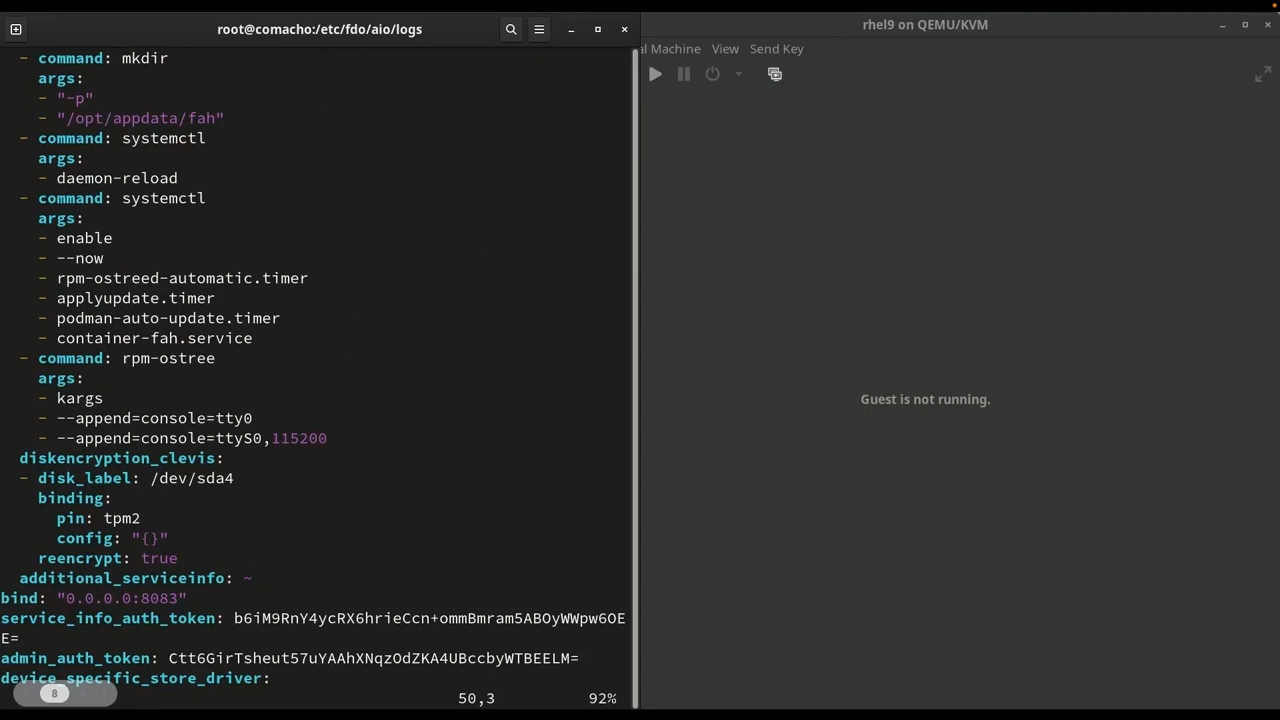 root@comacho:/etc/fdo/aio/logs
- command: mkdir
args:
- "-p"
- "/opt/appdata/fah"
- command: systemctl
args:
- daemon-reload
- command: systemctl
args:
- enable
- --now
- rpm-ostreed-automatic.timer
- applyupdate.timer
- podman-auto-update.timer
- container-fah.service
- command: rpm-ostree
args:
- kargs
- --append=console=tty0
- --append=console=ttyS0,115200
diskencryption_clevis:
- disk_label: /dev/sda4
binding:
pin: tpm2
config: "{}"
reencrypt: true
additional_serviceinfo: ~
bind: "0.0.0.0:8083"
service_info_auth_token: b6iM9RnY4ycRX6hrieCcn+ommBmram5ABOyWWpw6OE
E=
admin_auth_token: Ctt6GirTsheut57uYAAhXNqzOdZKA4UBccbyWTBEELM=
device_specific_store_driver:
8
50,3 92%
rhel9 on QEMU/KVM
al Machine View Send Key
Guest is not running.